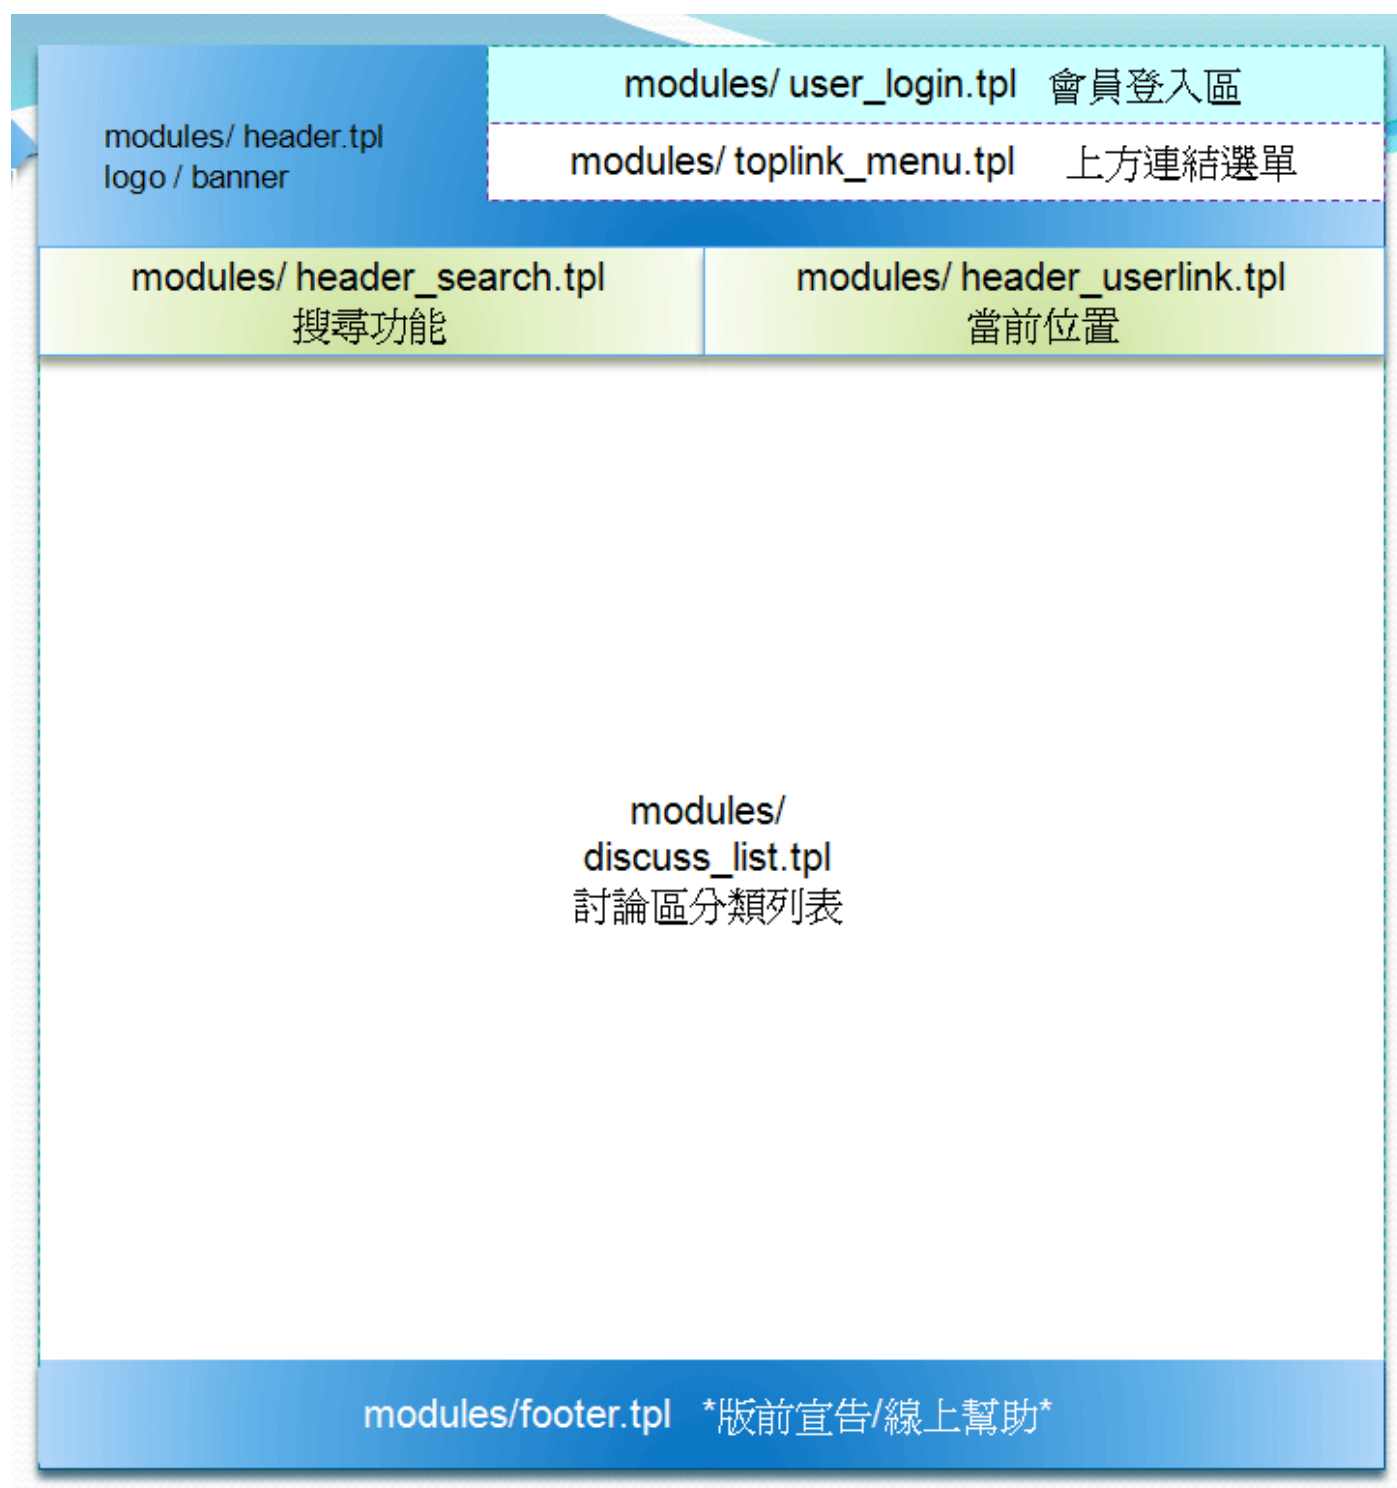 modules/ user_login.tpl 會員登入區
modules/ header.tpl
logo / banner
modules/ toplink_menu.tpl 上方連結選單
modules/ header_search.tpl
搜尋功能
modules/ header_userlink.tpl
當前位置
modules/
discuss_list.tpl
討論區分類列表
modules/footer.tpl *版前宣告/線上幫助*